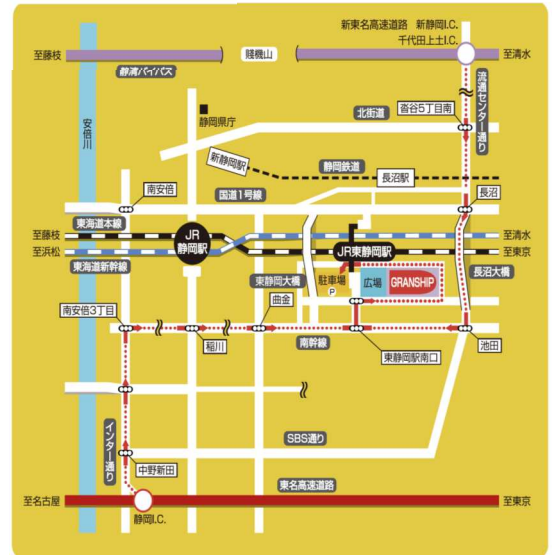 新東名高速道路 新静岡I.C.
千代田上土I.C.
至藤枝
賤機山
至清水
静清バイパス
流通センター通り
安倍川
静岡県庁
北街道
沓谷5丁目南
新静岡駅
静岡鉄道
長沼駅
南安倍
国道1号線
長沼
東海道本線
JR
静岡駅
JR東静岡駅
至藤枝
至清水
至浜松
至東京
東海道新幹線
東静岡大橋
駐車場
P
広場
GRANSHIP
長沼大橋
南安倍3丁目
曲金
稲川
南幹線
東静岡駅南口
池田
インター通り
SBS通り
中野新田
東名高速道路
至名古屋
至東京
静岡I.C.